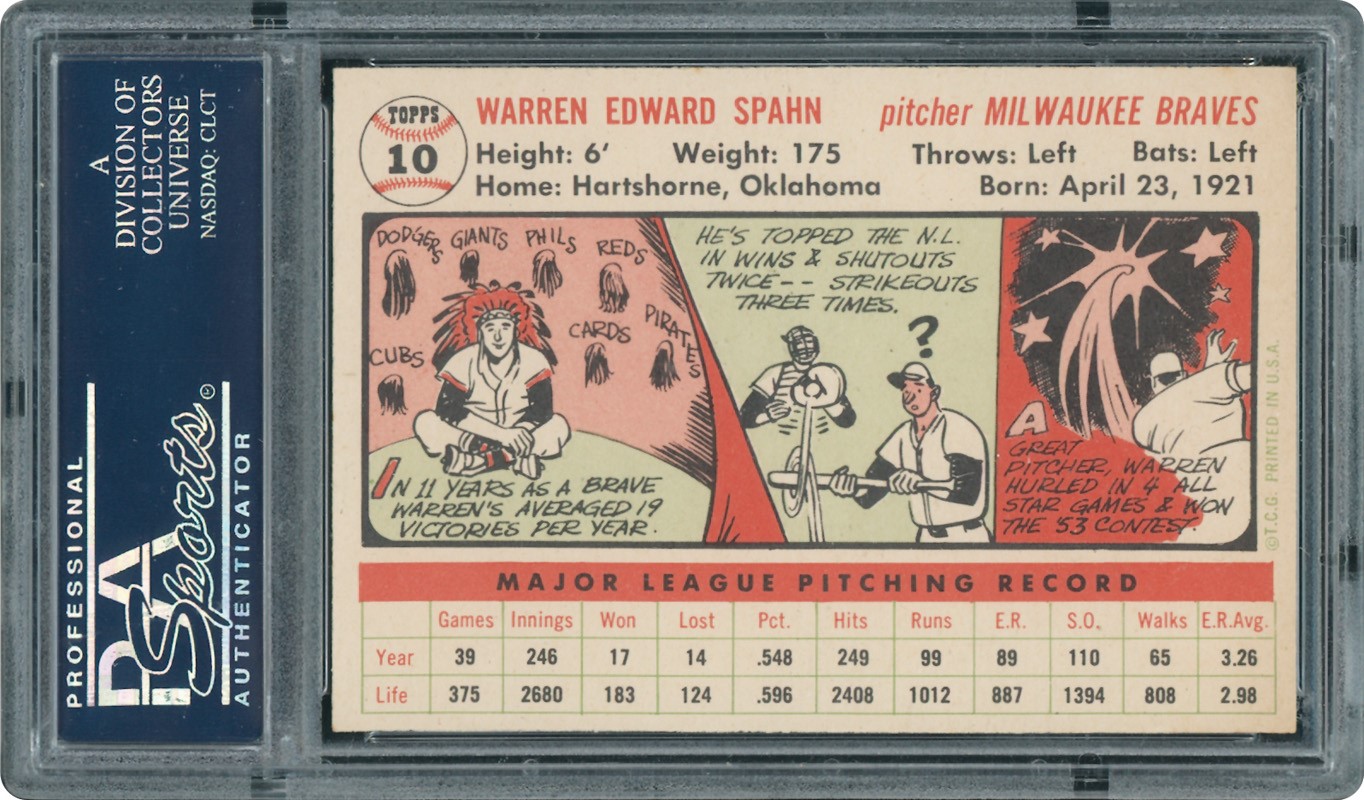 A
DIVISION OF
COLLECTORS
UNIVERSE
NASDAQ: CLCT
PROFESSIONAL
PSA
Sports
AUTHENTICATOR
TOPPS
10
WARREN EDWARD SPAHN pitcher MILWAUKEE BRAVES
Height: 6' Weight: 175 Throws: Left Bats: Left
Home: Hartshorne, Oklahoma Born: April 23, 1921
DODGERS GIANTS PHILS REDS
CUBS CARDS PIRATES
IN 11 YEARS AS A BRAVE
WARREN'S AVERAGED 19
VICTORIES PER YEAR.
HE'S TOPPED THE N.L.
IN WINS & SHUTOUTS
TWICE-- STRIKEOUTS
THREE TIMES.
?
A
GREAT
PITCHER, WARREN
HURLED IN 4 ALL
STAR GAMES & WON
THE '53 CONTEST.
©T.C.G. PRINTED IN U.S.A.
MAJOR LEAGUE PITCHING RECORD
Games Innings Won Lost Pct. Hits Runs E.R. S.O. Walks E.R.Avg.
Year 39 246 17 14 .548 249 99 89 110 65 3.26
Life 375 2680 183 124 .596 2408 1012 887 1394 808 2.98